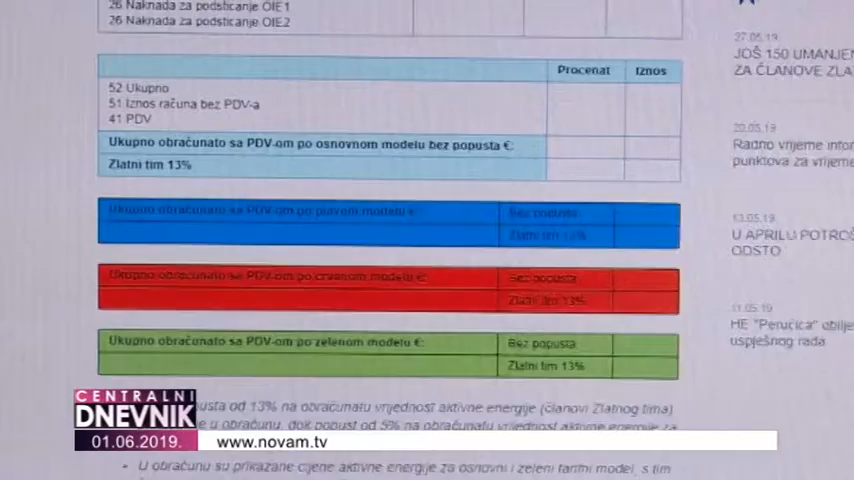 26 Naknada za podsticanje OIE1
26 Naknada za podsticanje OIE2
Procenat Iznos
52 Ukupno
51 Iznos računa bez PDV-a
41 PDV
Ukupno obračunato sa PDV-om po osnovnom modelu bez popusta €:
Zlatni tim 13%
Ukupno obračunato sa PDV-om po plavom modelu €: Bez popusta
Zlatni tim 13%
Ukupno obračunato sa PDV-om po crvenom modelu €: Bez popusta
Zlatni tim 13%
Ukupno obračunato sa PDV-om po zelenom modelu €: Bez popusta
Zlatni tim 13%
27.05.19
JOŠ 150 UMANJEN
ZA ČLANOVE ZLA
20.05.19
Radno vrijeme infor
punktova za vrijeme
13.05.19
U APRILU POTROŠ
ODSTO
11.05.19
HE "Perućica" obilje
uspješnog rada
od 13% na obračunatu vrijednost aktivne energije (članovi Zlatnog tima)
u obračunu, dok popust od 5% na obračunatu vrijednost aktivne energije za
• U obračunu su prikazane cijene aktivne energije za osnovni i zeleni tarifni model, s tim
CENTRALNI
DNEVNIK
01.06.2019.
www.novam.tv